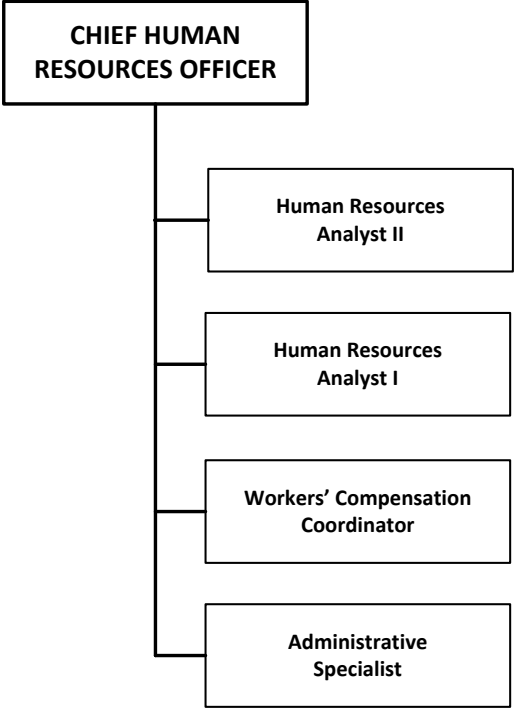 CHIEF HUMAN
RESOURCES OFFICER
Human Resources
Analyst II
Human Resources
Analyst I
Workers’ Compensation
Coordinator
Administrative
Specialist